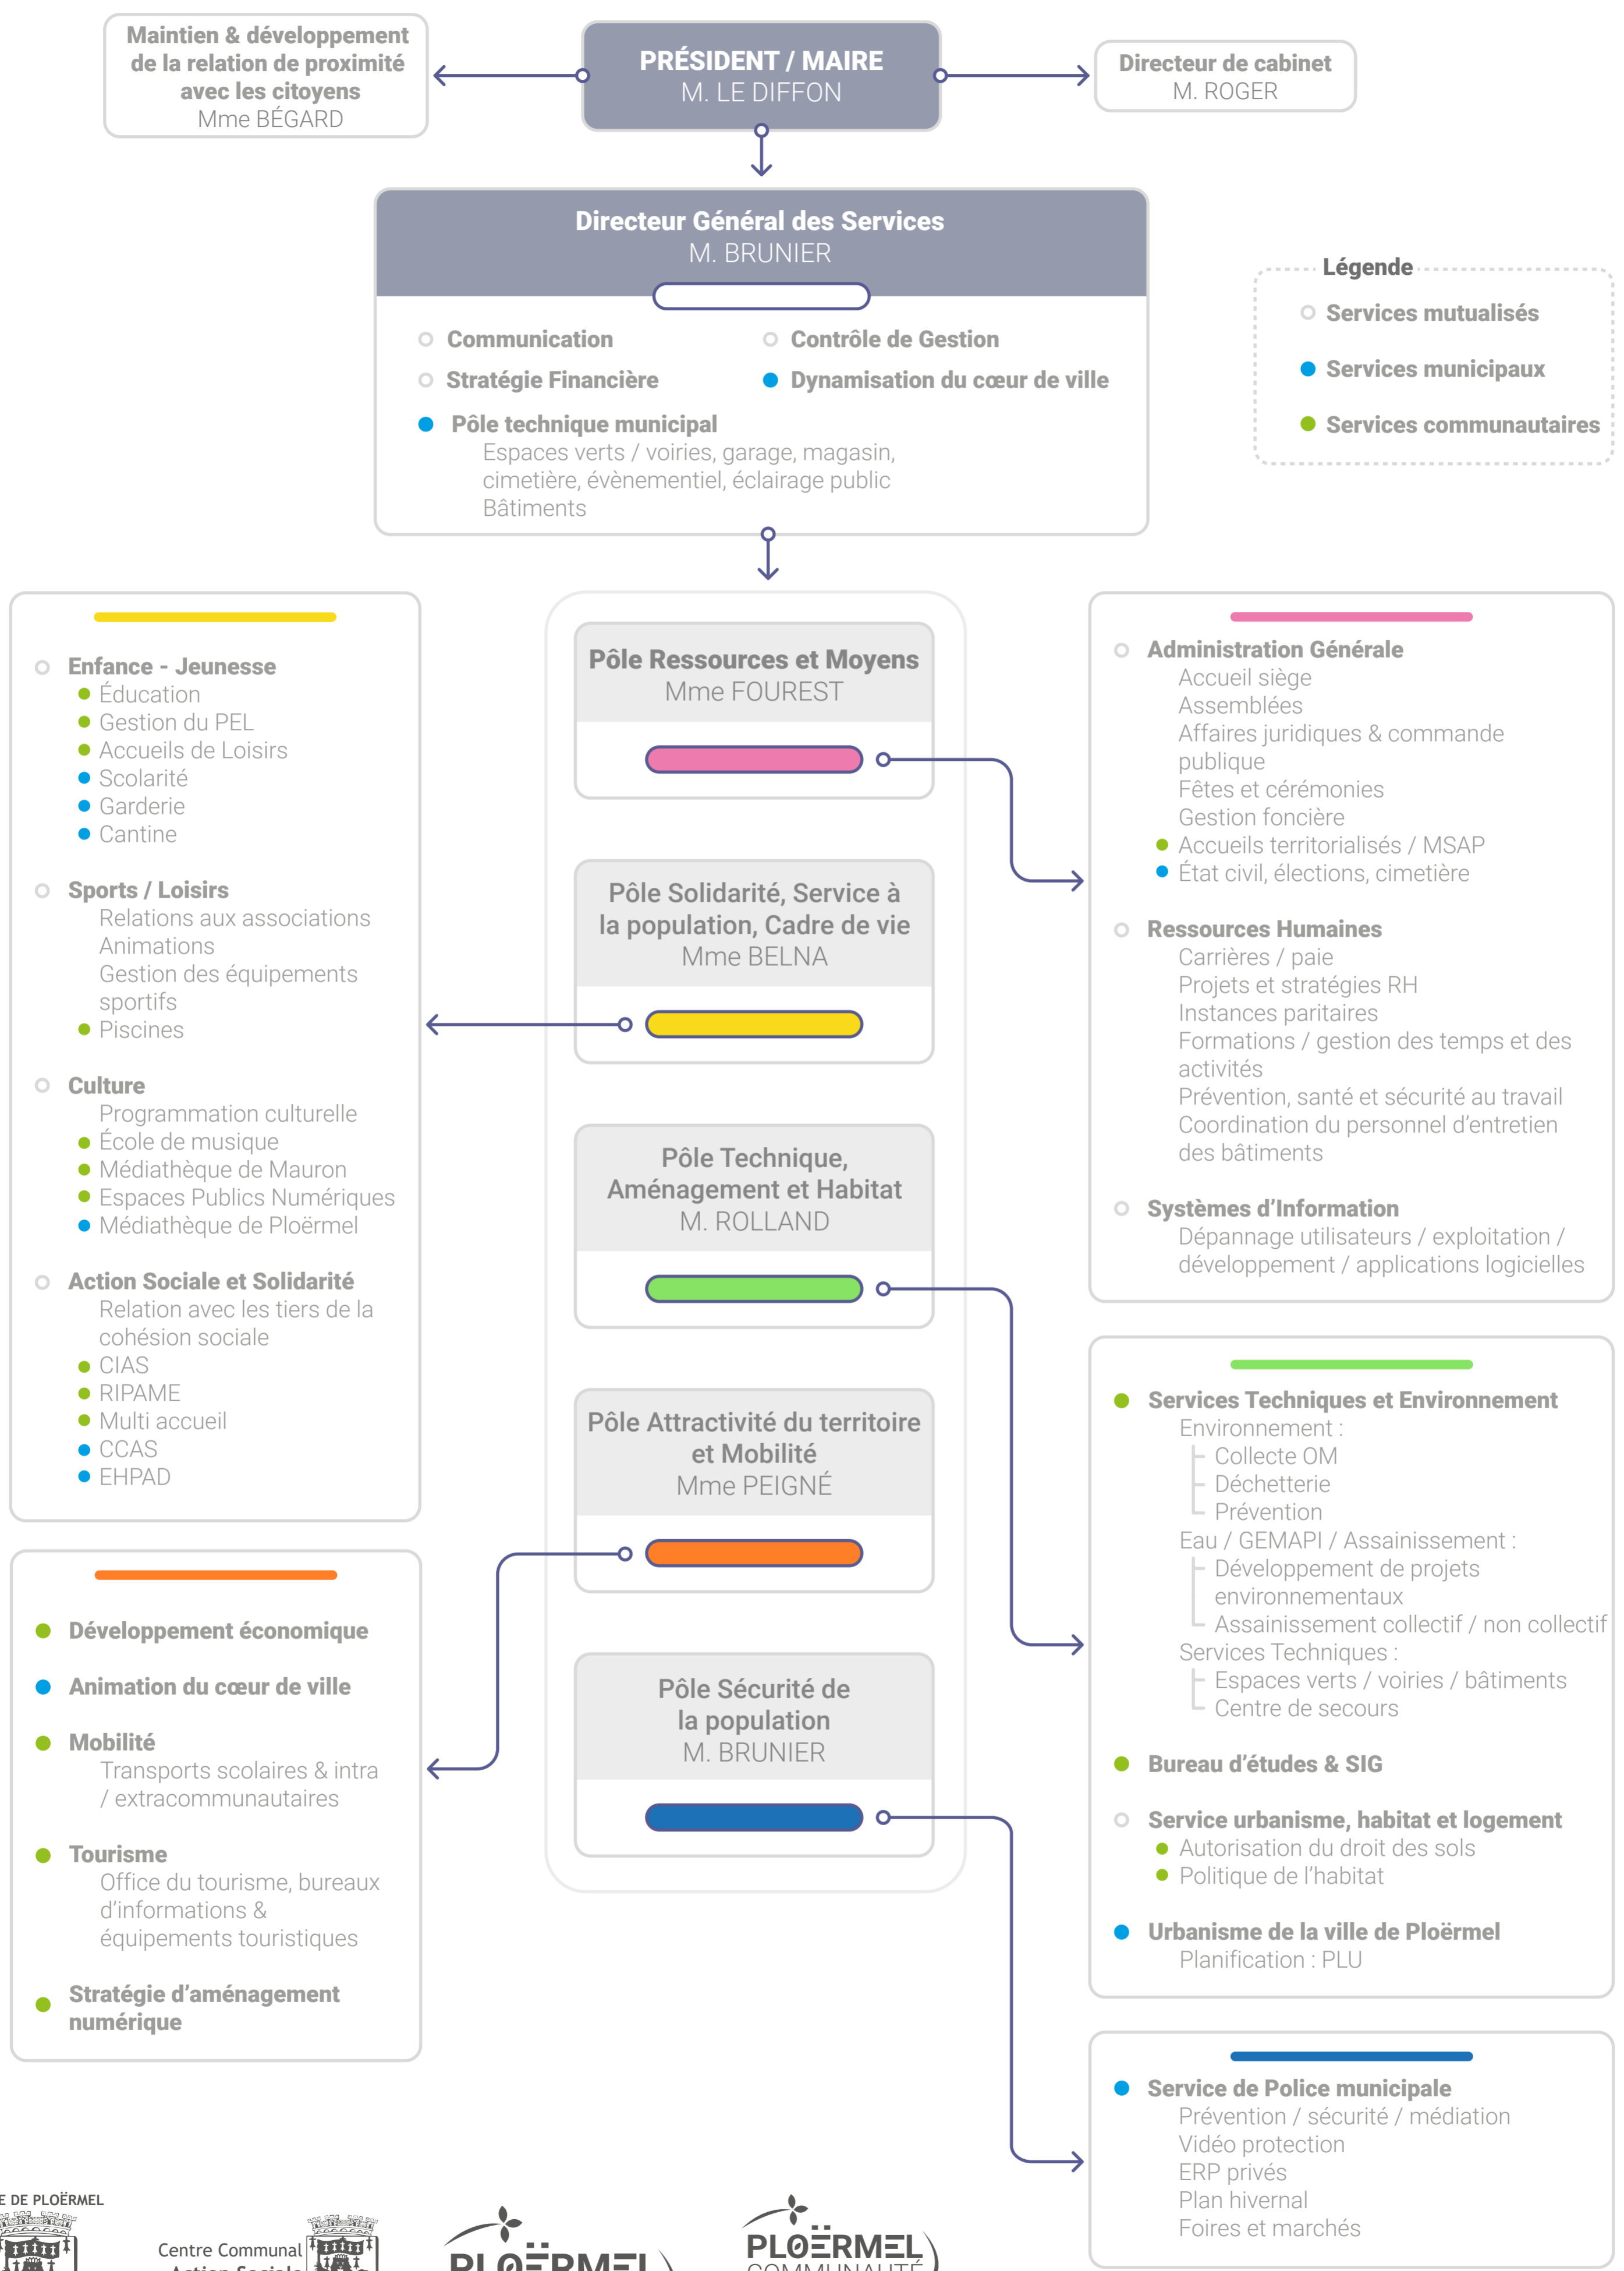 Maintien & développement
de la relation de proximité
avec les citoyens
Mme BÉGARD
PRÉSIDENT / MAIRE
M. LE DIFFON
Directeur de cabinet
M. ROGER
Directeur Général des Services
M. BRUNIER
Communication
Contrôle de Gestion
Stratégie Financière
Dynamisation du cœur de ville
Pôle technique municipal
Espaces verts / voiries, garage, magasin,
cimetière, évènementiel, éclairage public
Bâtiments
Légende
Services mutualisés
Services municipaux
Services communautaires
Enfance - Jeunesse
Éducation
Gestion du PEL
Accueils de Loisirs
Scolarité
Garderie
Cantine
Sports / Loisirs
Relations aux associations
Animations
Gestion des équipements
sportifs
Piscines
Culture
Programmation culturelle
École de musique
Médiathèque de Mauron
Espaces Publics Numériques
Médiathèque de Ploërmel
Action Sociale et Solidarité
Relation avec les tiers de la
cohésion sociale
CIAS
RIPAME
Multi accueil
CCAS
EHPAD
Développement économique
Animation du cœur de ville
Mobilité
Transports scolaires & intra
/ extracommunautaires
Tourisme
Office du tourisme, bureaux
d'informations &
équipements touristiques
Stratégie d'aménagement
numérique
Pôle Ressources et Moyens
Mme FOUREST
Pôle Solidarité, Service à
la population, Cadre de vie
Mme BELNA
Pôle Technique,
Aménagement et Habitat
M. ROLLAND
Pôle Attractivité du territoire
et Mobilité
Mme PEIGNÉ
Pôle Sécurité de
la population
M. BRUNIER
Administration Générale
Accueil siège
Assemblées
Affaires juridiques & commande
publique
Fêtes et cérémonies
Gestion foncière
Accueils territorialisés / MSAP
État civil, élections, cimetière
Ressources Humaines
Carrières / paie
Projets et stratégies RH
Instances paritaires
Formations / gestion des temps et des
activités
Prévention, santé et sécurité au travail
Coordination du personnel d'entretien
des bâtiments
Systèmes d'Information
Dépannage utilisateurs / exploitation /
développement / applications logicielles
Services Techniques et Environnement
Environnement :
Collecte OM
Déchetterie
Prévention
Eau / GEMAPI / Assainissement :
Développement de projets
environnementaux
Assainissement collectif / non collectif
Services Techniques :
Espaces verts / voiries / bâtiments
Centre de secours
Bureau d'études & SIG
Service urbanisme, habitat et logement
Autorisation du droit des sols
Politique de l'habitat
Urbanisme de la ville de Ploërmel
Planification : PLU
Service de Police municipale
Prévention / sécurité / médiation
Vidéo protection
ERP privés
Plan hivernal
Foires et marchés
E DE PLOËRMEL
Centre Communal
Action Sociale
PLOËRMEL
PLOËRMEL
COMMUNAUTÉ